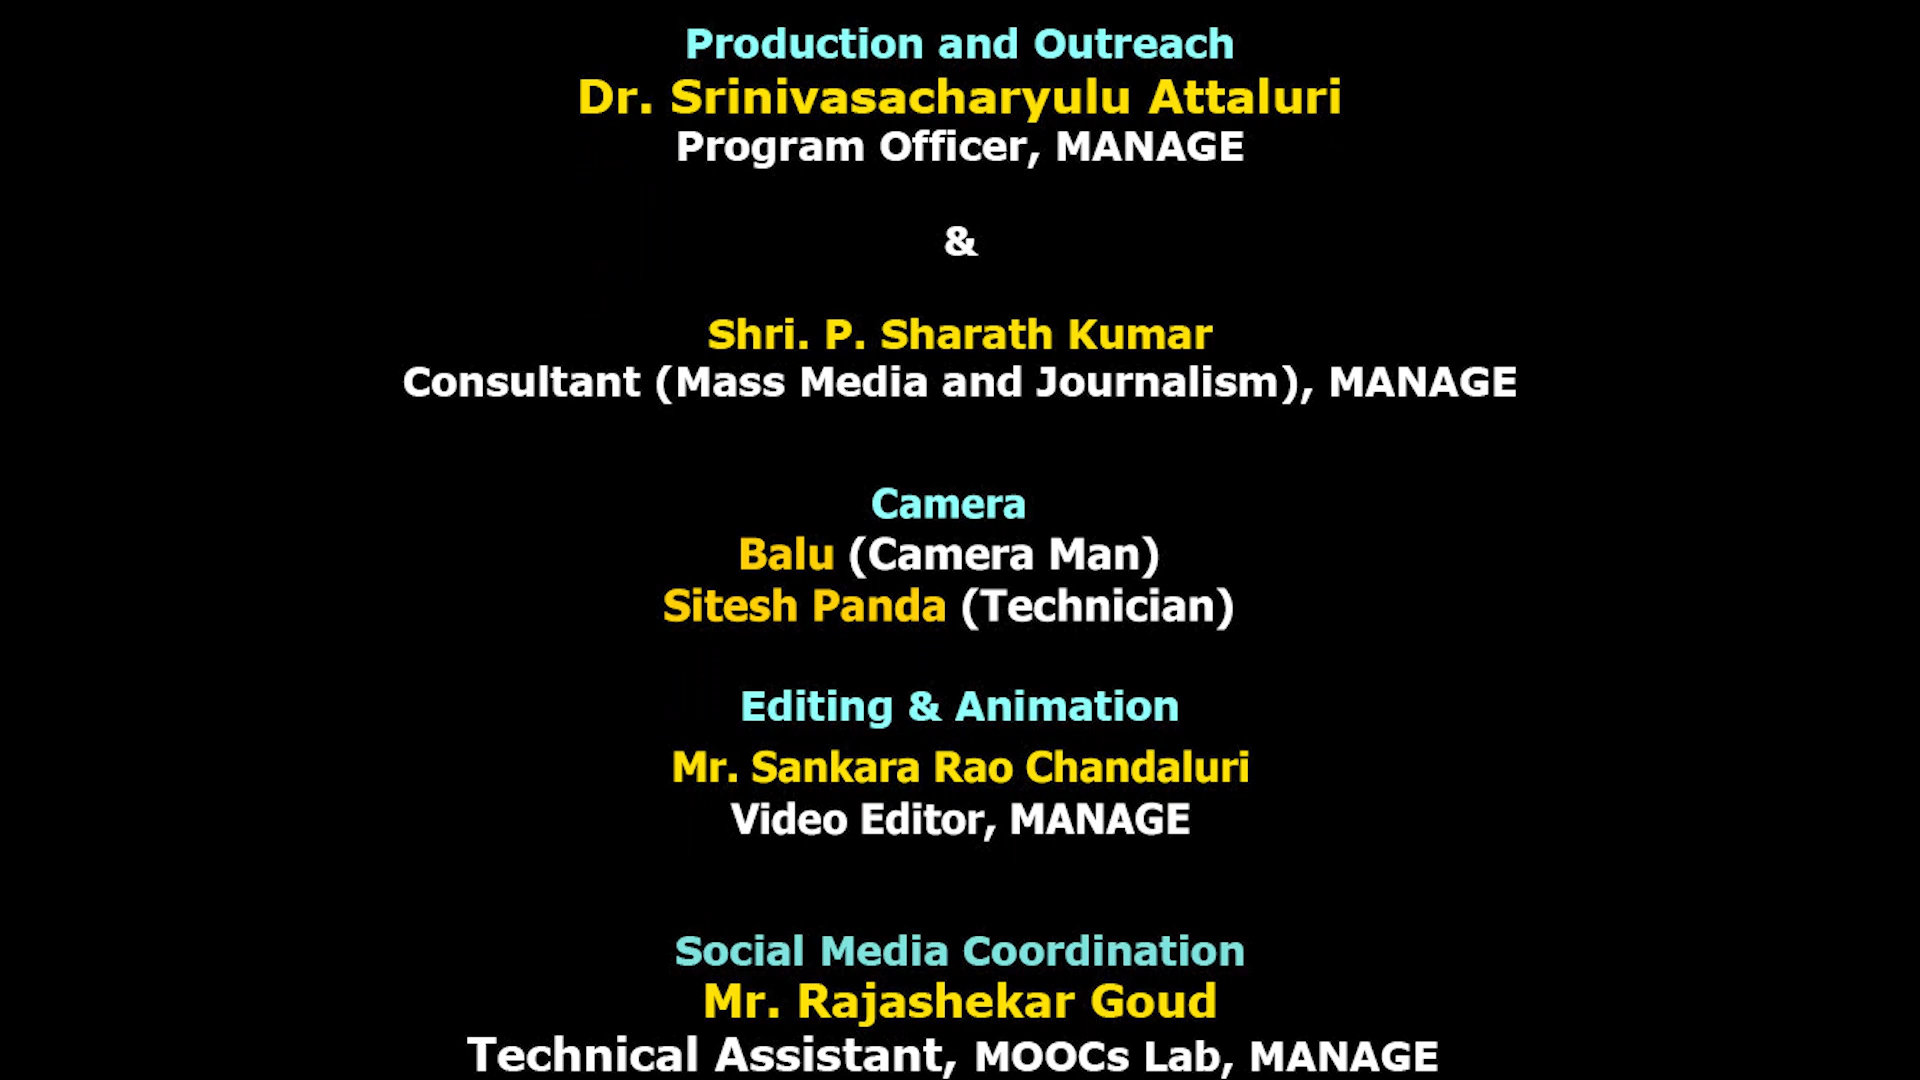 Production and Outreach
Dr. Srinivasacharyulu Attaluri
Program Officer, MANAGE
&
Shri. P. Sharath Kumar
Consultant (Mass Media and Journalism), MANAGE
Camera
Balu (Camera Man)
Sitesh Panda (Technician)
Editing & Animation
Mr. Sankara Rao Chandaluri
Video Editor, MANAGE
Social Media Coordination
Mr. Rajashekar Goud
Technical Assistant, MOOCs Lab, MANAGE